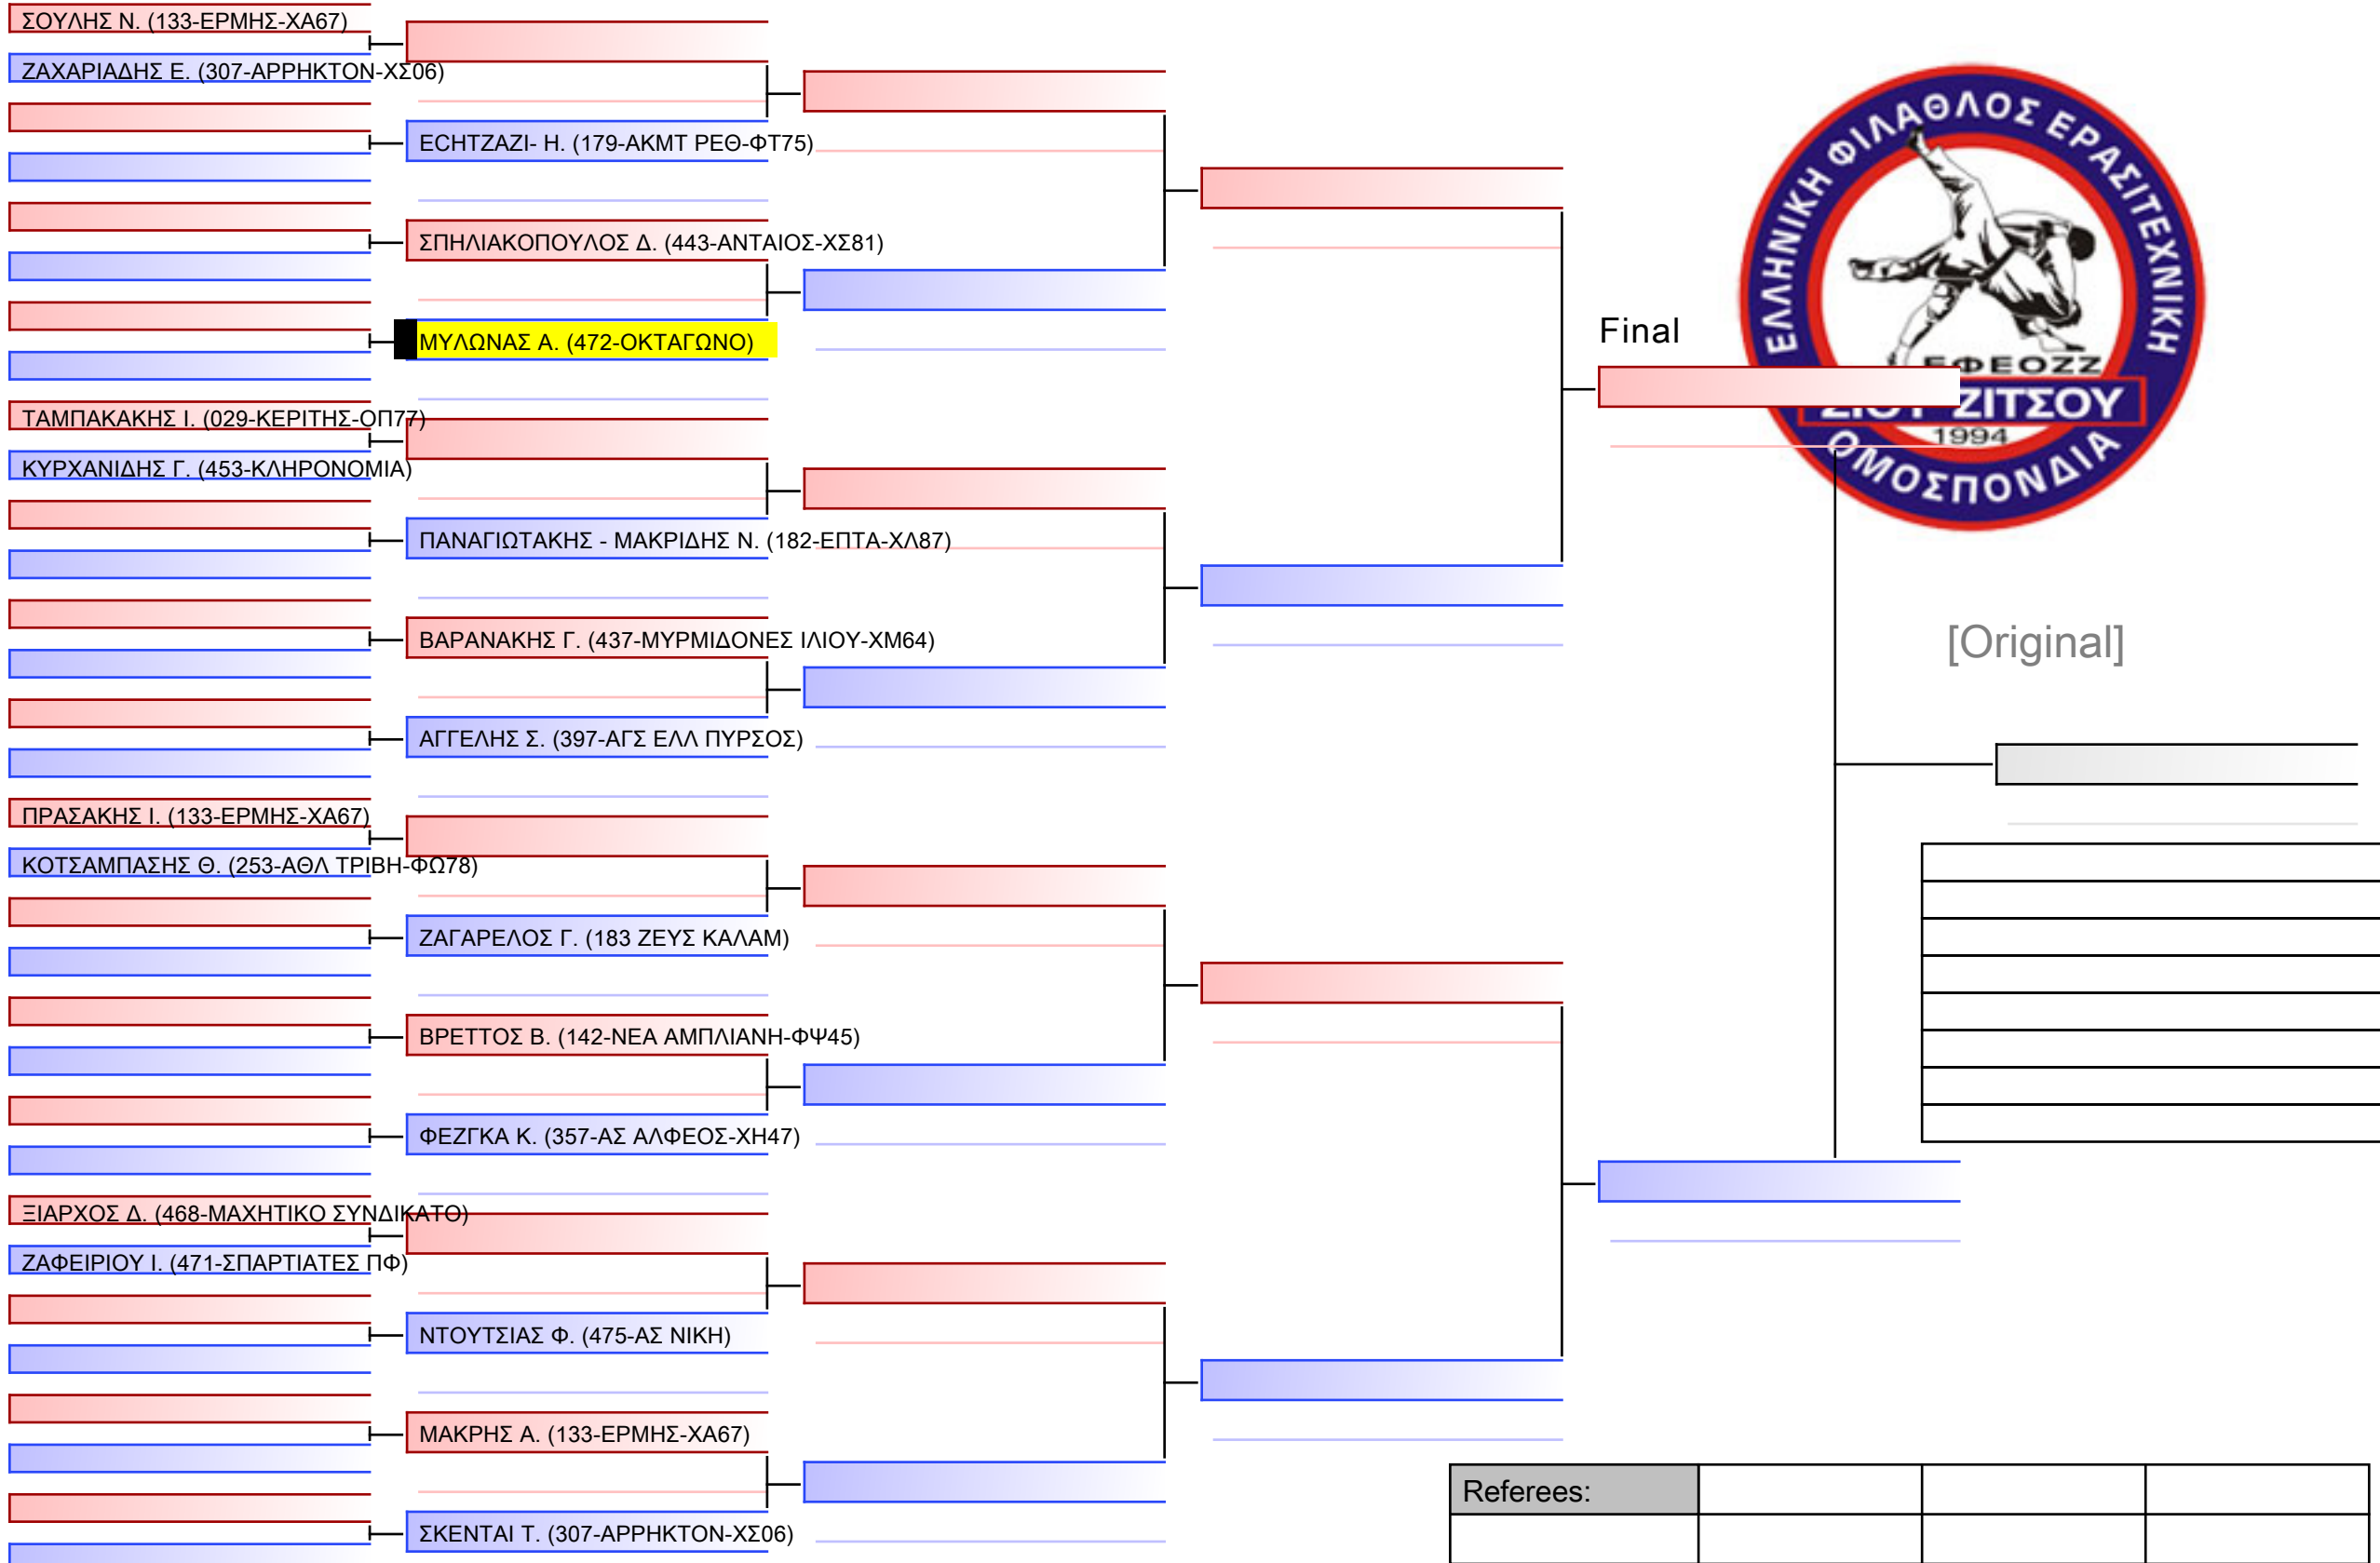 ΣΟΥΛΗΣ Ν. (133-ΕΡΜΗΣ-ΧΑ67)
ΖΑΧΑΡΙΑΔΗΣ Ε. (307-ΑΡΡΗΚΤΟΝ-ΧΣ06)
ΕCHΤΖΑΖΙ- Η. (179-ΑΚΜΤ ΡΕΘ-ΦΤ75)
ΣΠΗΛΙΑΚΟΠΟΥΛΟΣ Δ. (443-ΑΝΤΑΙΟΣ-ΧΣ81)
ΜΥΛΩΝΑΣ Α. (472-ΟΚΤΑΓΩΝΟ)
ΤΑΜΠΑΚΑΚΗΣ Ι. (029-ΚΕΡΙΤΗΣ-ΟΠ77)
ΚΥΡΧΑΝΙΔΗΣ Γ. (453-ΚΛΗΡΟΝΟΜΙΑ)
ΠΑΝΑΓΙΩΤΑΚΗΣ - ΜΑΚΡΙΔΗΣ Ν. (182-ΕΠΤΑ-ΧΛ87)
ΒΑΡΑΝΑΚΗΣ Γ. (437-ΜΥΡΜΙΔΟΝΕΣ ΙΛΙΟΥ-ΧΜ64)
ΑΓΓΕΛΗΣ Σ. (397-ΑΓΣ ΕΛΛ ΠΥΡΣΟΣ)
ΠΡΑΣΑΚΗΣ Ι. (133-ΕΡΜΗΣ-ΧΑ67)
ΚΟΤΣΑΜΠΑΣΗΣ Θ. (253-ΑΘΛ ΤΡΙΒΗ-ΦΩ78)
ΖΑΓΑΡΕΛΟΣ Γ. (183 ΖΕΥΣ ΚΑΛΑΜ)
ΒΡΕΤΤΟΣ Β. (142-ΝΕΑ ΑΜΠΛΙΑΝΗ-ΦΨ45)
ΦΕΖΓΚΑ Κ. (357-ΑΣ ΑΛΦΕΟΣ-ΧΗ47)
ΞΙΑΡΧΟΣ Δ. (468-ΜΑΧΗΤΙΚΟ ΣΥΝΔΙΚΑΤΟ)
ΖΑΦΕΙΡΙΟΥ Ι. (471-ΣΠΑΡΤΙΑΤΕΣ ΠΦ)
ΝΤΟΥΤΣΙΑΣ Φ. (475-ΑΣ ΝΙΚΗ)
ΜΑΚΡΗΣ Α. (133-ΕΡΜΗΣ-ΧΑ67)
ΣΚΕΝΤΑΙ Τ. (307-ΑΡΡΗΚΤΟΝ-ΧΣ06)
Final
ΕΛΛΗΝΙΚΗ ΦΙΛΑΘΛΟΣ ΕΡΑΣΙΤΕΧΝΙΚΗ
ΕΦΕΟΖΖ
ΖΙΤΣΟΥ
1994
ΟΜΟΣΠΟΝΔΙΑ
[Original]
Referees: